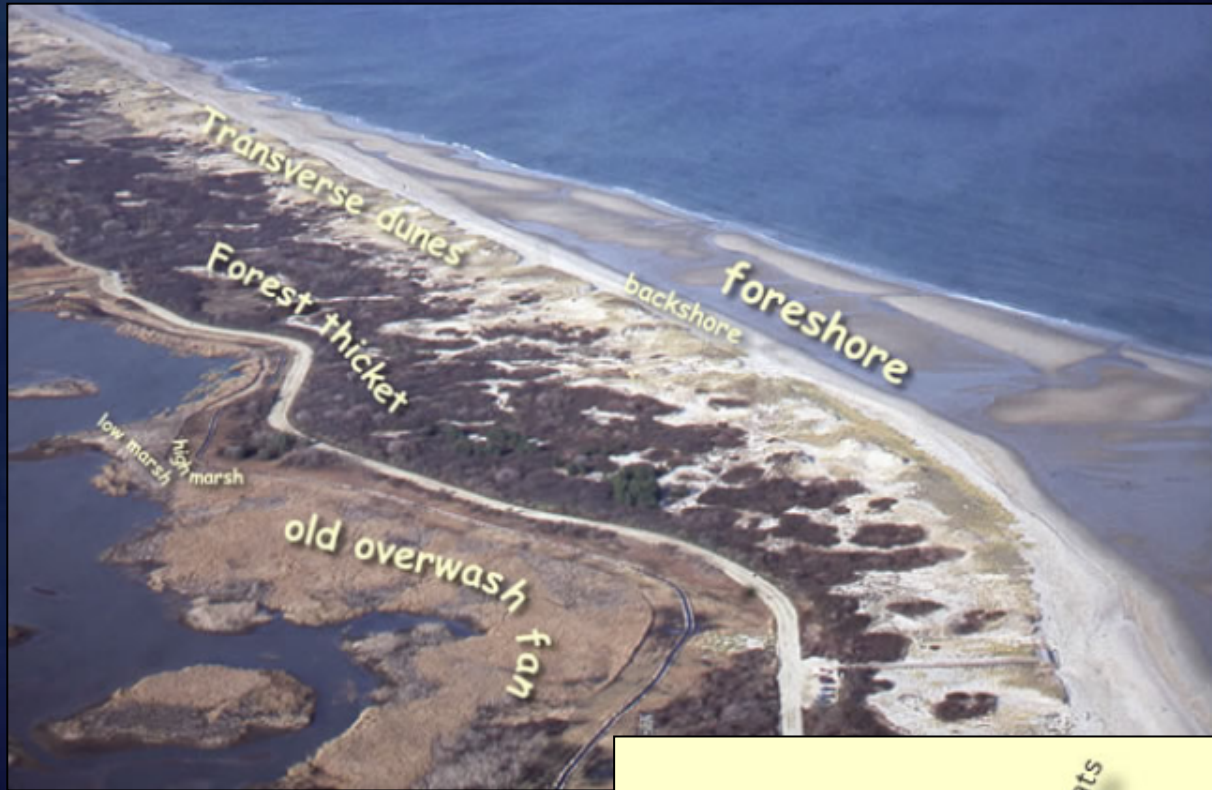 Transverse dunes
Forest thicket
backshore
foreshore
low marsh
high marsh
old overwash fan